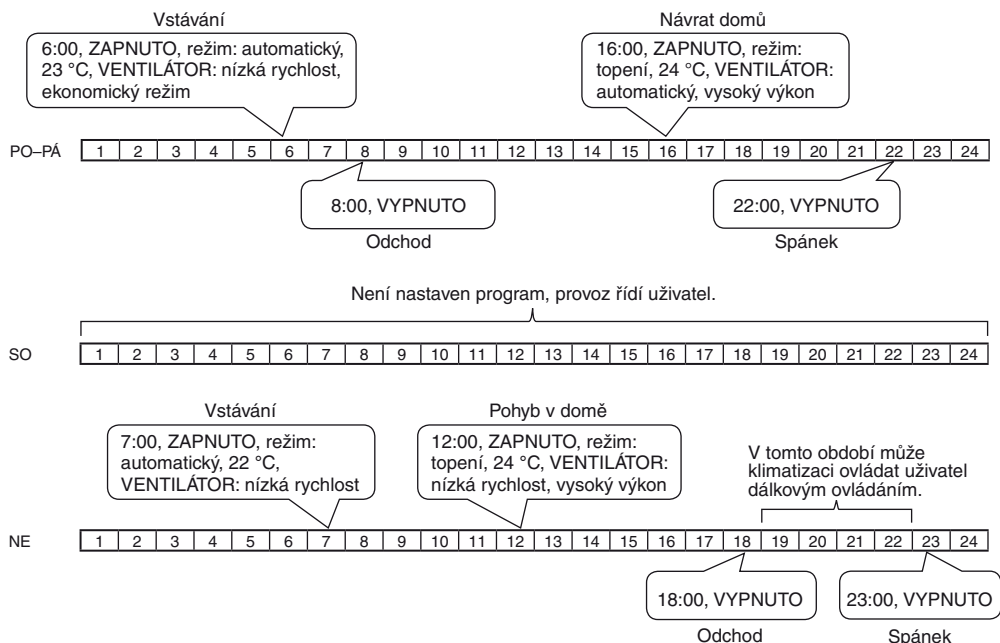 Vstávání
6:00, ZAPNUTO, režim: automatický,
23 °C, VENTILÁTOR: nízká rychlost,
ekonomický režim
Návrat domů
16:00, ZAPNUTO, režim:
topení, 24 °C, VENTILÁTOR:
automatický, vysoký výkon
PO–PÁ 1 2 3 4 5 6 7 8 9 10 11 12 13 14 15 16 17 18 19 20 21 22 23 24
8:00, VYPNUTO
Odchod
22:00, VYPNUTO
Spánek
Není nastaven program, provoz řídí uživatel.
SO 1 2 3 4 5 6 7 8 9 10 11 12 13 14 15 16 17 18 19 20 21 22 23 24
Vstávání
7:00, ZAPNUTO, režim:
automatický, 22 °C,
VENTILÁTOR: nízká rychlost
Pohyb v domě
12:00, ZAPNUTO, režim:
topení, 24 °C, VENTILÁTOR:
nízká rychlost, vysoký výkon
V tomto období může
klimatizaci ovládat uživatel
dálkovým ovládáním.
NE 1 2 3 4 5 6 7 8 9 10 11 12 13 14 15 16 17 18 19 20 21 22 23 24
18:00, VYPNUTO
Odchod
23:00, VYPNUTO
Spánek